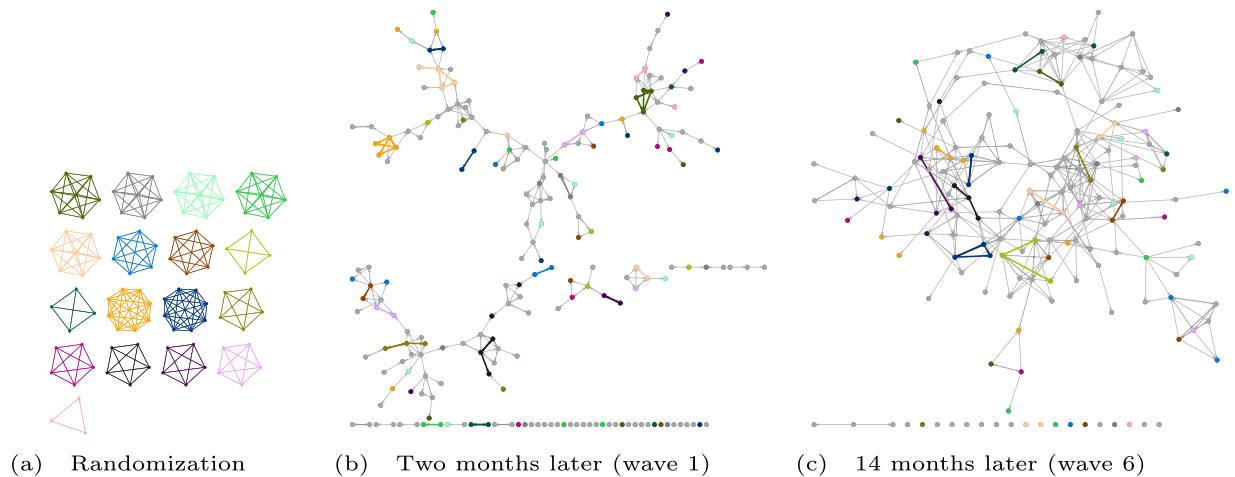 (a) Randomization
(b) Two months later (wave 1)
(c) 14 months later (wave 6)